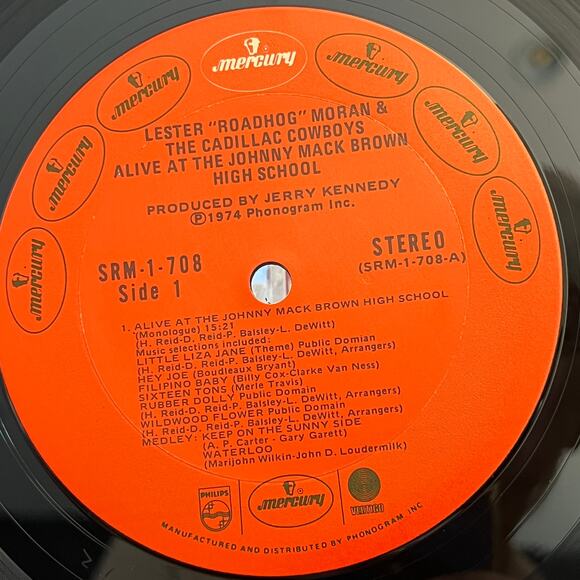 mercury
mercury
mercury
mercury
mercury
mercury
mercury
LESTER "ROADHOG" MORAN &
THE CADILLAC COWBOYS
ALIVE AT THE JOHNNY MACK BROWN
HIGH SCHOOL
PRODUCED BY JERRY KENNEDY
Ⓟ1974 Phonogram Inc.
SRM-1-708
Side 1
STEREO
(SRM-1-708-A)
1. ALIVE AT THE JOHNNY MACK BROWN HIGH SCHOOL
(Monologue) 15:21
(H. Reid-D. Reid-P. Balsley-L. DeWitt)
Music selections included:
LITTLE LIZA JANE (Theme) Public Domian
(H. Reid-D. Reid-P. Balsley-L. DeWitt, Arrangers)
HEY JOE (Boudleaux Bryant)
FILIPINO BABY (Billy Cox-Clarke Van Ness)
SIXTEEN TONS (Merle Travis)
RUBBER DOLLY Public Domain
(H. Reid-D. Reid-P. Balsley-L. DeWitt, Arrangers)
WILDWOOD FLOWER Public Domain
(H. Reid-D. Reid-P. Balsley-L. DeWitt, Arrangers)
MEDLEY: KEEP ON THE SUNNY SIDE
(A. P. Carter - Gary Garett)
WATERLOO
(Marijohn Wilkin-John D. Loudermilk)
PHILIPS
mercury
VERTIGO
MANUFACTURED AND DISTRIBUTED BY PHONOGRAM, INC